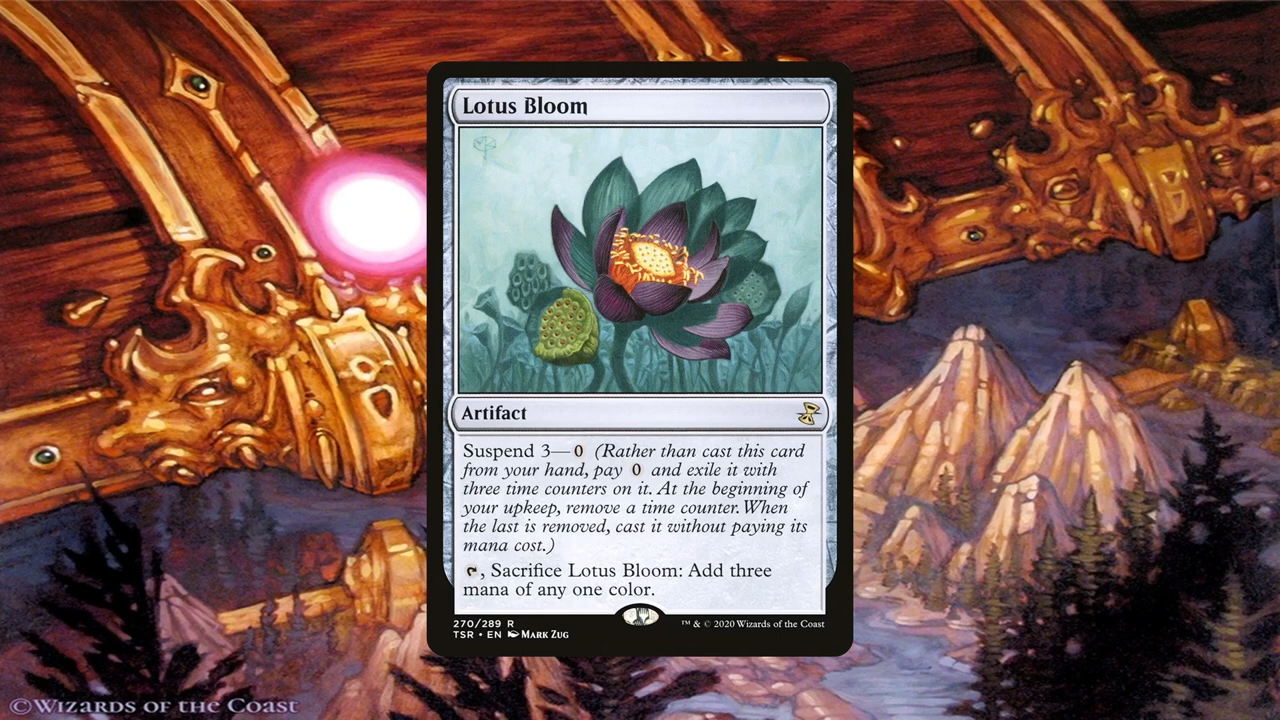 Lotus Bloom
Artifact
Suspend 3—0 (Rather than cast this card
from your hand, pay 0 and exile it with
three time counters on it. At the beginning of
your upkeep, remove a time counter. When
the last is removed, cast it without paying its
mana cost.)
, Sacrifice Lotus Bloom: Add three
mana of any one color.
270/289 R
TSR • EN Mark Zug
™ & © 2020 Wizards of the Coast
©Wizards of the Coast